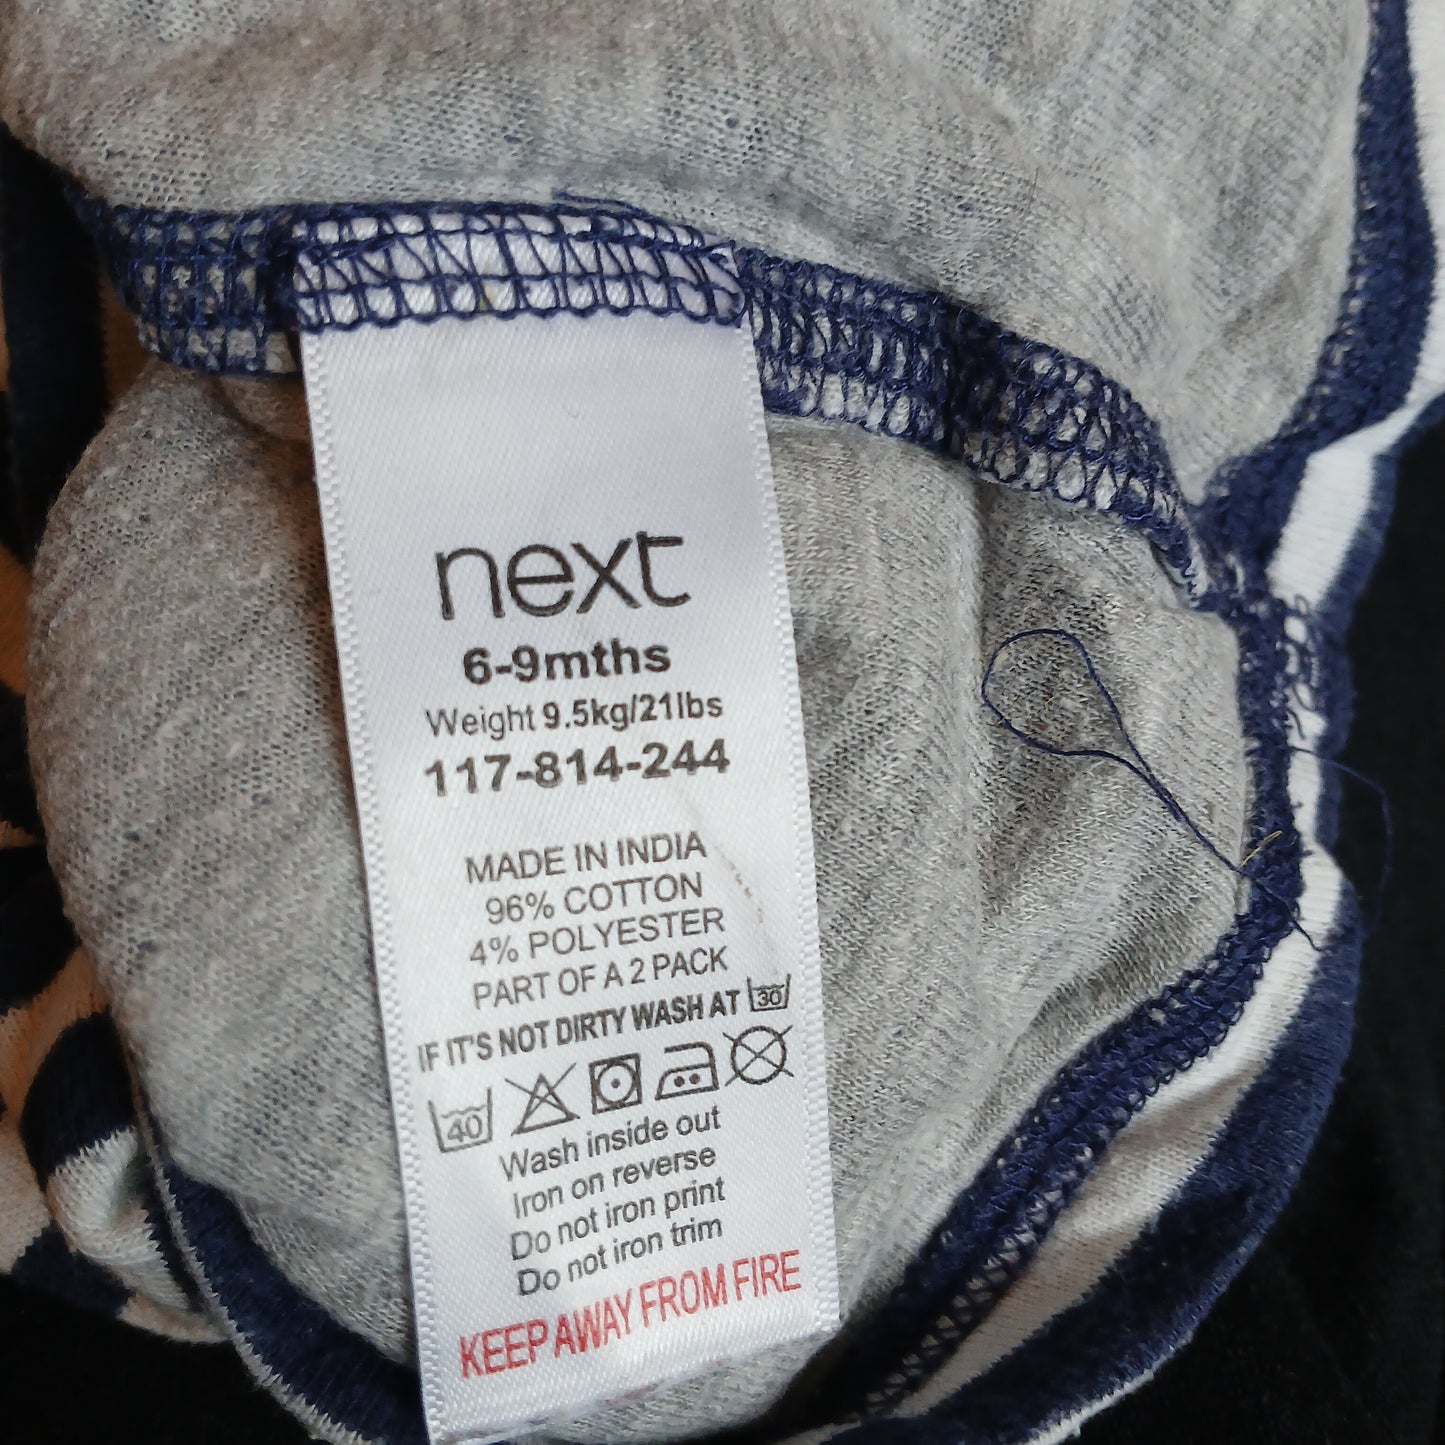 next
6-9mths
Weight 9.5kg/21lbs
117-814-244
MADE IN INDIA
96% COTTON
4% POLYESTER
PART OF A 2 PACK
IF IT'S NOT DIRTY WASH AT 30
40
Wash inside out
Iron on reverse
Do not iron print
Do not iron trim
KEEP AWAY FROM FIRE